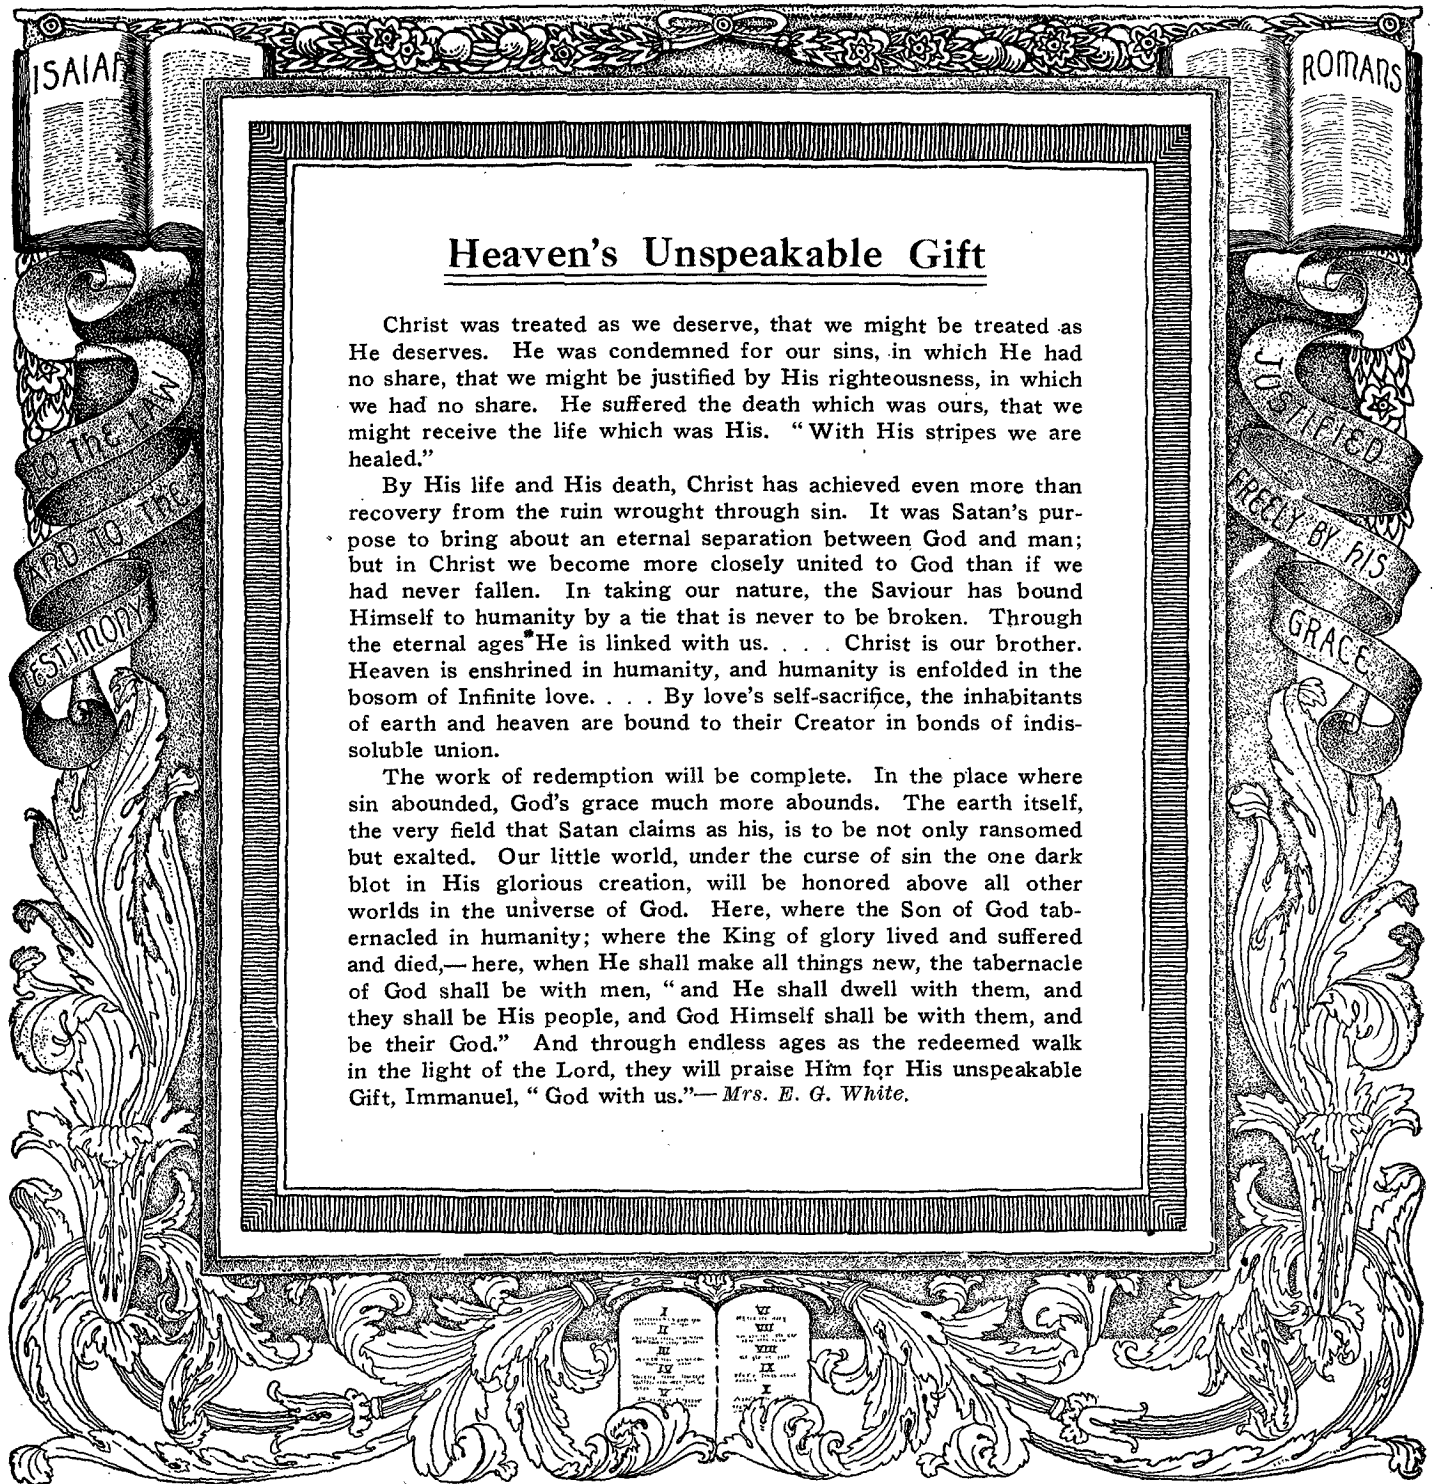 ISAIAH
ROMANS
Heaven's Unspeakable Gift
Christ was treated as we deserve, that we might be treated as
He deserves. He was condemned for our sins, in which He had
no share, that we might be justified by His righteousness, in which
we had no share. He suffered the death which was ours, that we
might receive the life which was His. “With His stripes we are
healed.”
By His life and His death, Christ has achieved even more than
recovery from the ruin wrought through sin. It was Satan's pur-
pose to bring about an eternal separation between God and man;
but in Christ we become more closely united to God than if we
had never fallen. In taking our nature, the Saviour has bound
Himself to humanity by a tie that is never to be broken. Through
the eternal ages He is linked with us. . . . Christ is our brother.
Heaven is enshrined in humanity, and humanity is enfolded in the
bosom of Infinite love. . . . By love's self-sacrifice, the inhabitants
of earth and heaven are bound to their Creator in bonds of indis-
soluble union.
The work of redemption will be complete. In the place where
sin abounded, God's grace much more abounds. The earth itself,
the very field that Satan claims as his, is to be not only ransomed
but exalted. Our little world, under the curse of sin the one dark
blot in His glorious creation, will be honored above all other
worlds in the universe of God. Here, where the Son of God tab-
ernacled in humanity; where the King of glory lived and suffered
and died,— here, when He shall make all things new, the tabernacle
of God shall be with men, “and He shall dwell with them, and
they shall be His people, and God Himself shall be with them, and
be their God.” And through endless ages as the redeemed walk
in the light of the Lord, they will praise Him for His unspeakable
Gift, Immanuel, “God with us.”— Mrs. E. G. White.
TO THE LAW
AND TO THE
TESTIMONY
JUSTIFIED
FREELY BY HIS
GRACE
I
II
III
IV
V
VI
VII
VIII
IX
X